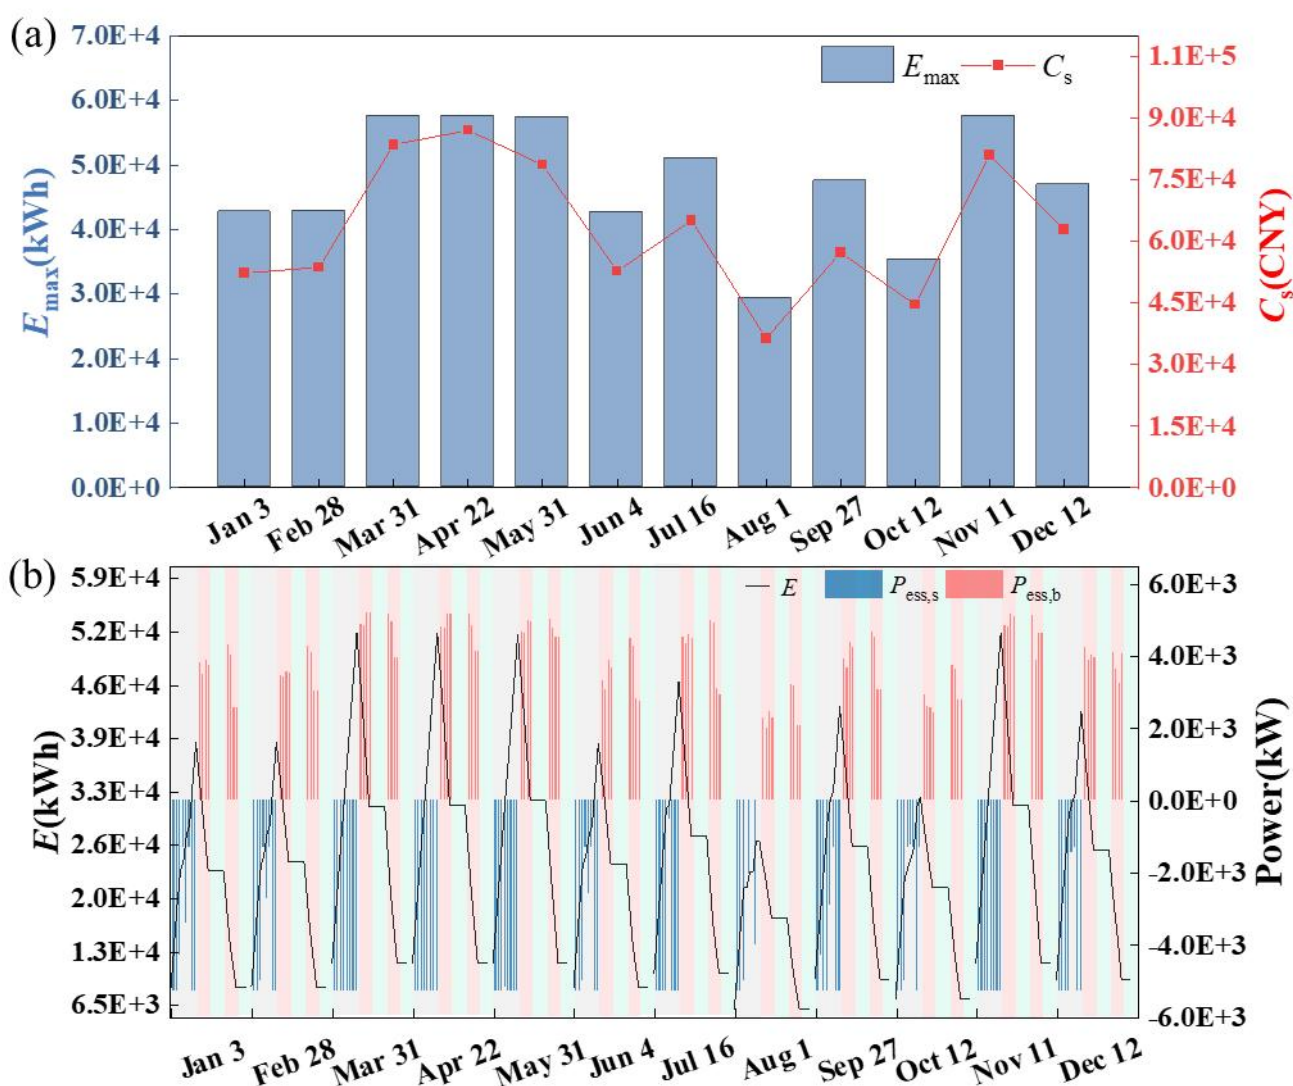 (a)
7.0E+4
6.0E+4
5.0E+4
4.0E+4
3.0E+4
2.0E+4
1.0E+4
0.0E+0
Emax(kWh)
Emax
Cs
1.1E+5
9.0E+4
7.5E+4
6.0E+4
4.5E+4
3.0E+4
1.5E+4
0.0E+0
Cs(CNY)
Jan 3 Feb 28 Mar 31 Apr 22 May 31 Jun 4 Jul 16 Aug 1 Sep 27 Oct 12 Nov 11 Dec 12
(b)
5.9E+4
5.2E+4
4.6E+4
3.9E+4
3.3E+4
2.6E+4
2.0E+4
1.3E+4
6.5E+3
E(kWh)
E
Pess,s
Pess,b
6.0E+3
4.0E+3
2.0E+3
0.0E+0
-2.0E+3
-4.0E+3
-6.0E+3
Power(kW)
Jan 3 Feb 28 Mar 31 Apr 22 May 31 Jun 4 Jul 16 Aug 1 Sep 27 Oct 12 Nov 11 Dec 12